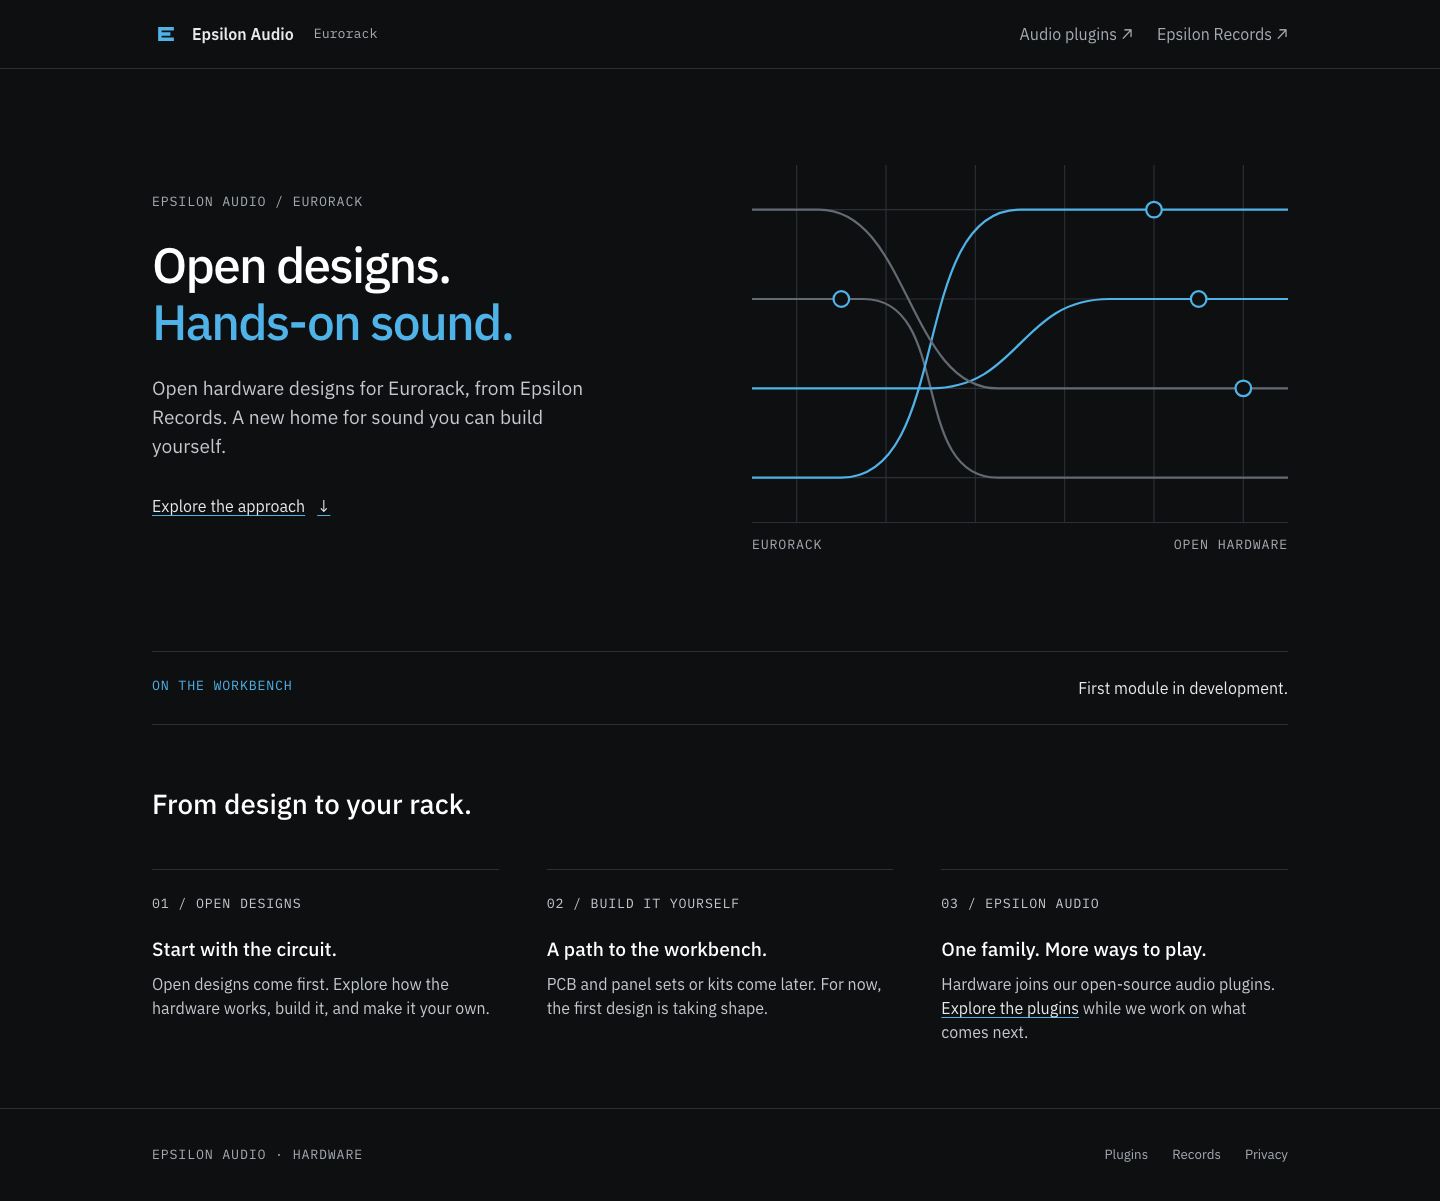 Epsilon Audio Eurorack
Audio plugins ↗ Epsilon Records ↗
EPSILON AUDIO / EURORACK
Open designs.
Hands-on sound.
Open hardware designs for Eurorack, from Epsilon
Records. A new home for sound you can build
yourself.
Explore the approach ↓
EURORACK
OPEN HARDWARE
ON THE WORKBENCH
First module in development.
From design to your rack.
01 / OPEN DESIGNS
Start with the circuit.
Open designs come first. Explore how the
hardware works, build it, and make it your own.
02 / BUILD IT YOURSELF
A path to the workbench.
PCB and panel sets or kits come later. For now,
the first design is taking shape.
03 / EPSILON AUDIO
One family. More ways to play.
Hardware joins our open-source audio plugins.
Explore the plugins while we work on what
comes next.
EPSILON AUDIO · HARDWARE
Plugins Records Privacy